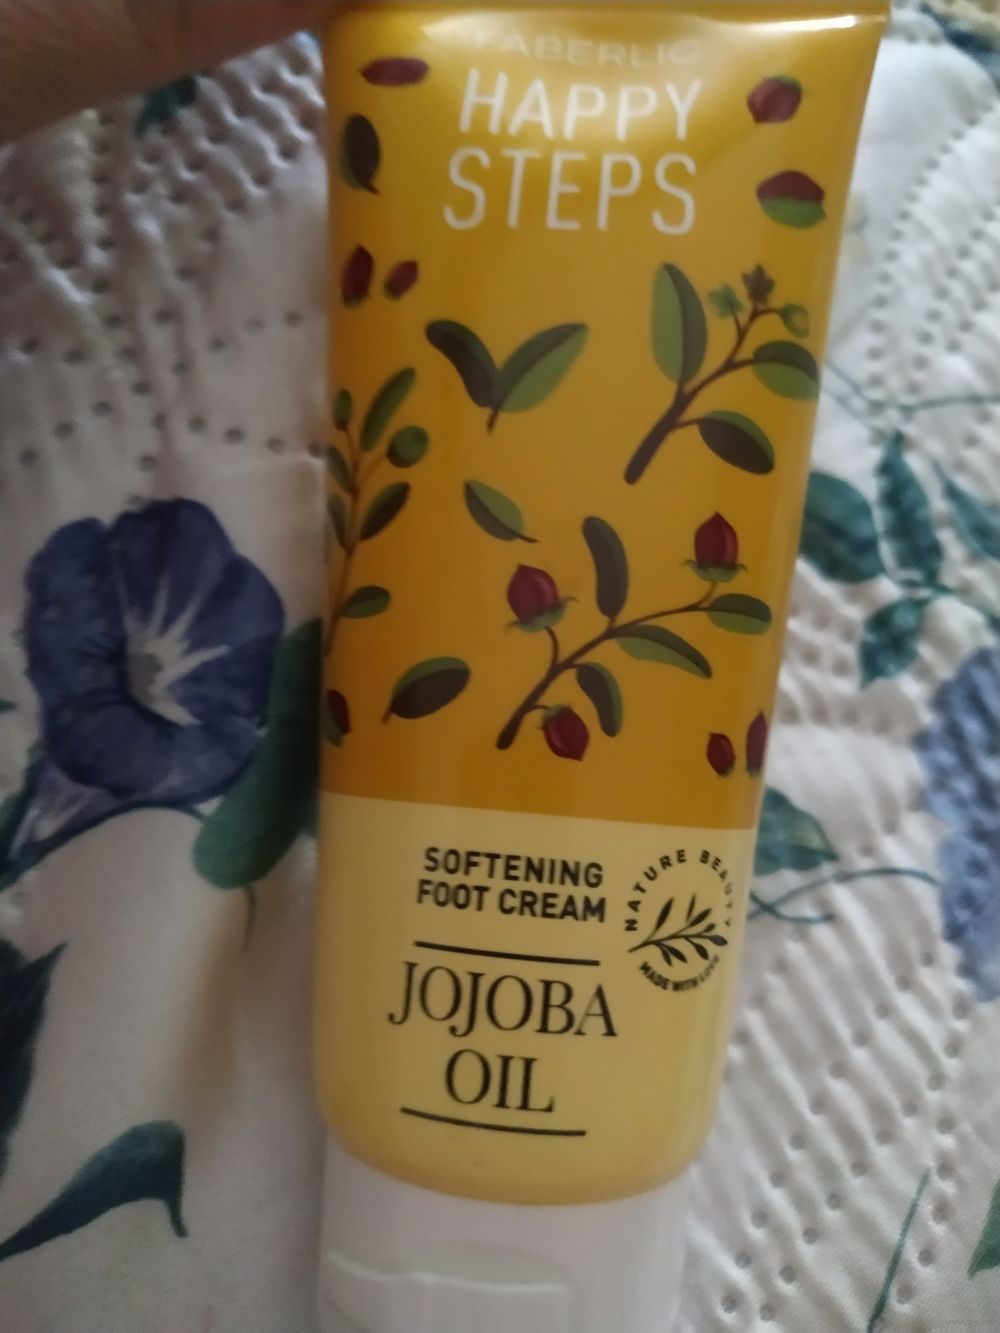 FABERLIC
HAPPY
STEPS
SOFTENING
FOOT CREAM
JOJOBA
OIL
NATURE BEAUTY
MADE WITH LOVE